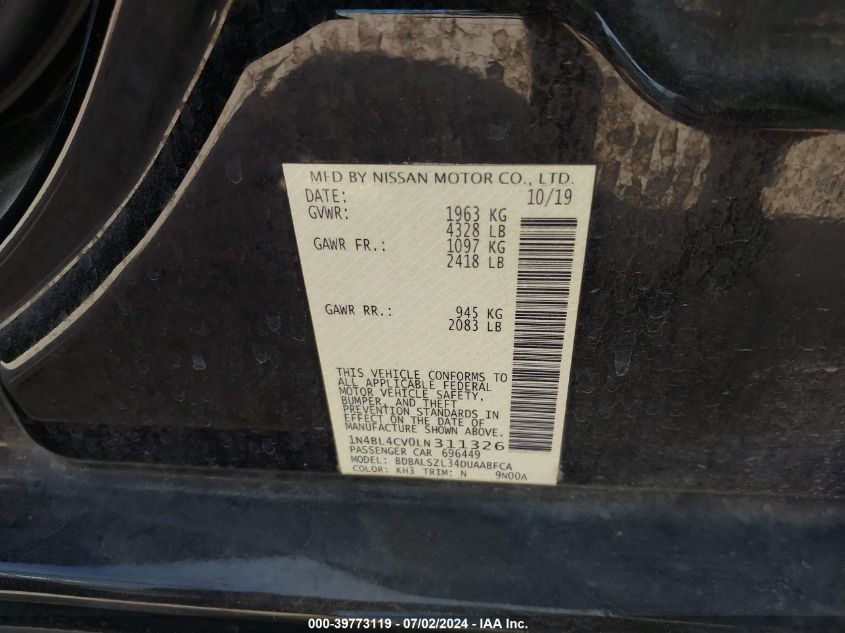 MFD BY NISSAN MOTOR CO., LTD.
DATE: 10/19
GVWR: 1963 KG
4328 LB
GAWR FR.: 1097 KG
2418 LB
GAWR RR.: 945 KG
2083 LB
THIS VEHICLE CONFORMS TO
ALL APPLICABLE FEDERAL
MOTOR VEHICLE SAFETY,
BUMPER, AND THEFT
PREVENTION STANDARDS IN
EFFECT ON THE DATE OF
MANUFACTURE SHOWN ABOVE.
1N4BL4CV0LN311326
PASSENGER CAR 696449
MODEL: BDBALSZL34DUAABFCA
COLOR: KH3 TRIM: N 9N00A
000-39773119 - 07/02/2024 - © IAA Inc.